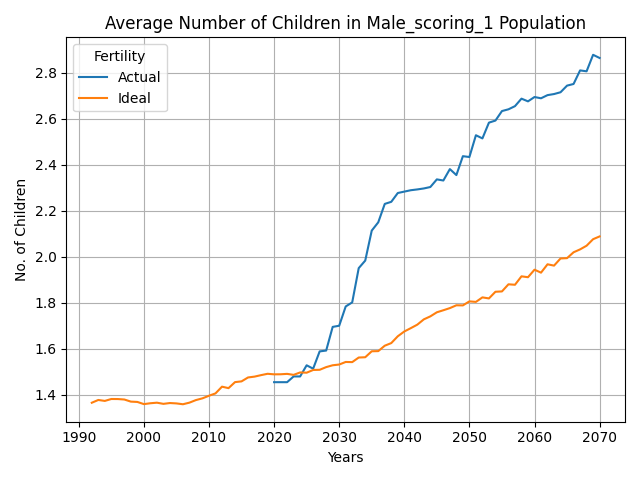 Average Number of Children in Male_scoring_1 Population
Fertility
Actual
Ideal
No. of Children
2.8
2.6
2.4
2.2
2.0
1.8
1.6
1.4
1990 2000 2010 2020 2030 2040 2050 2060 2070
Years